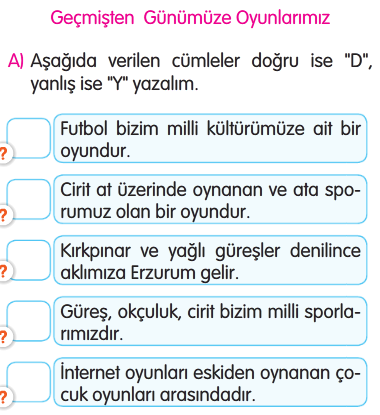 Geçmişten Günümüze Oyunlarımız
A) Aşağıda verilen cümleler doğru ise "D",
yanlış ise "Y" yazalım.
Futbol bizim milli kültürümüze ait bir
oyundur.
?
Cirit at üzerinde oynanan ve ata spo-
rumuz olan bir oyundur.
?
Kırkpınar ve yağlı güreşler denilince
aklımıza Erzurum gelir.
?
Güreş, okçuluk, cirit bizim milli sporla-
rımızdır.
?
İnternet oyunları eskiden oynanan ço-
cuk oyunları arasındadır.
?